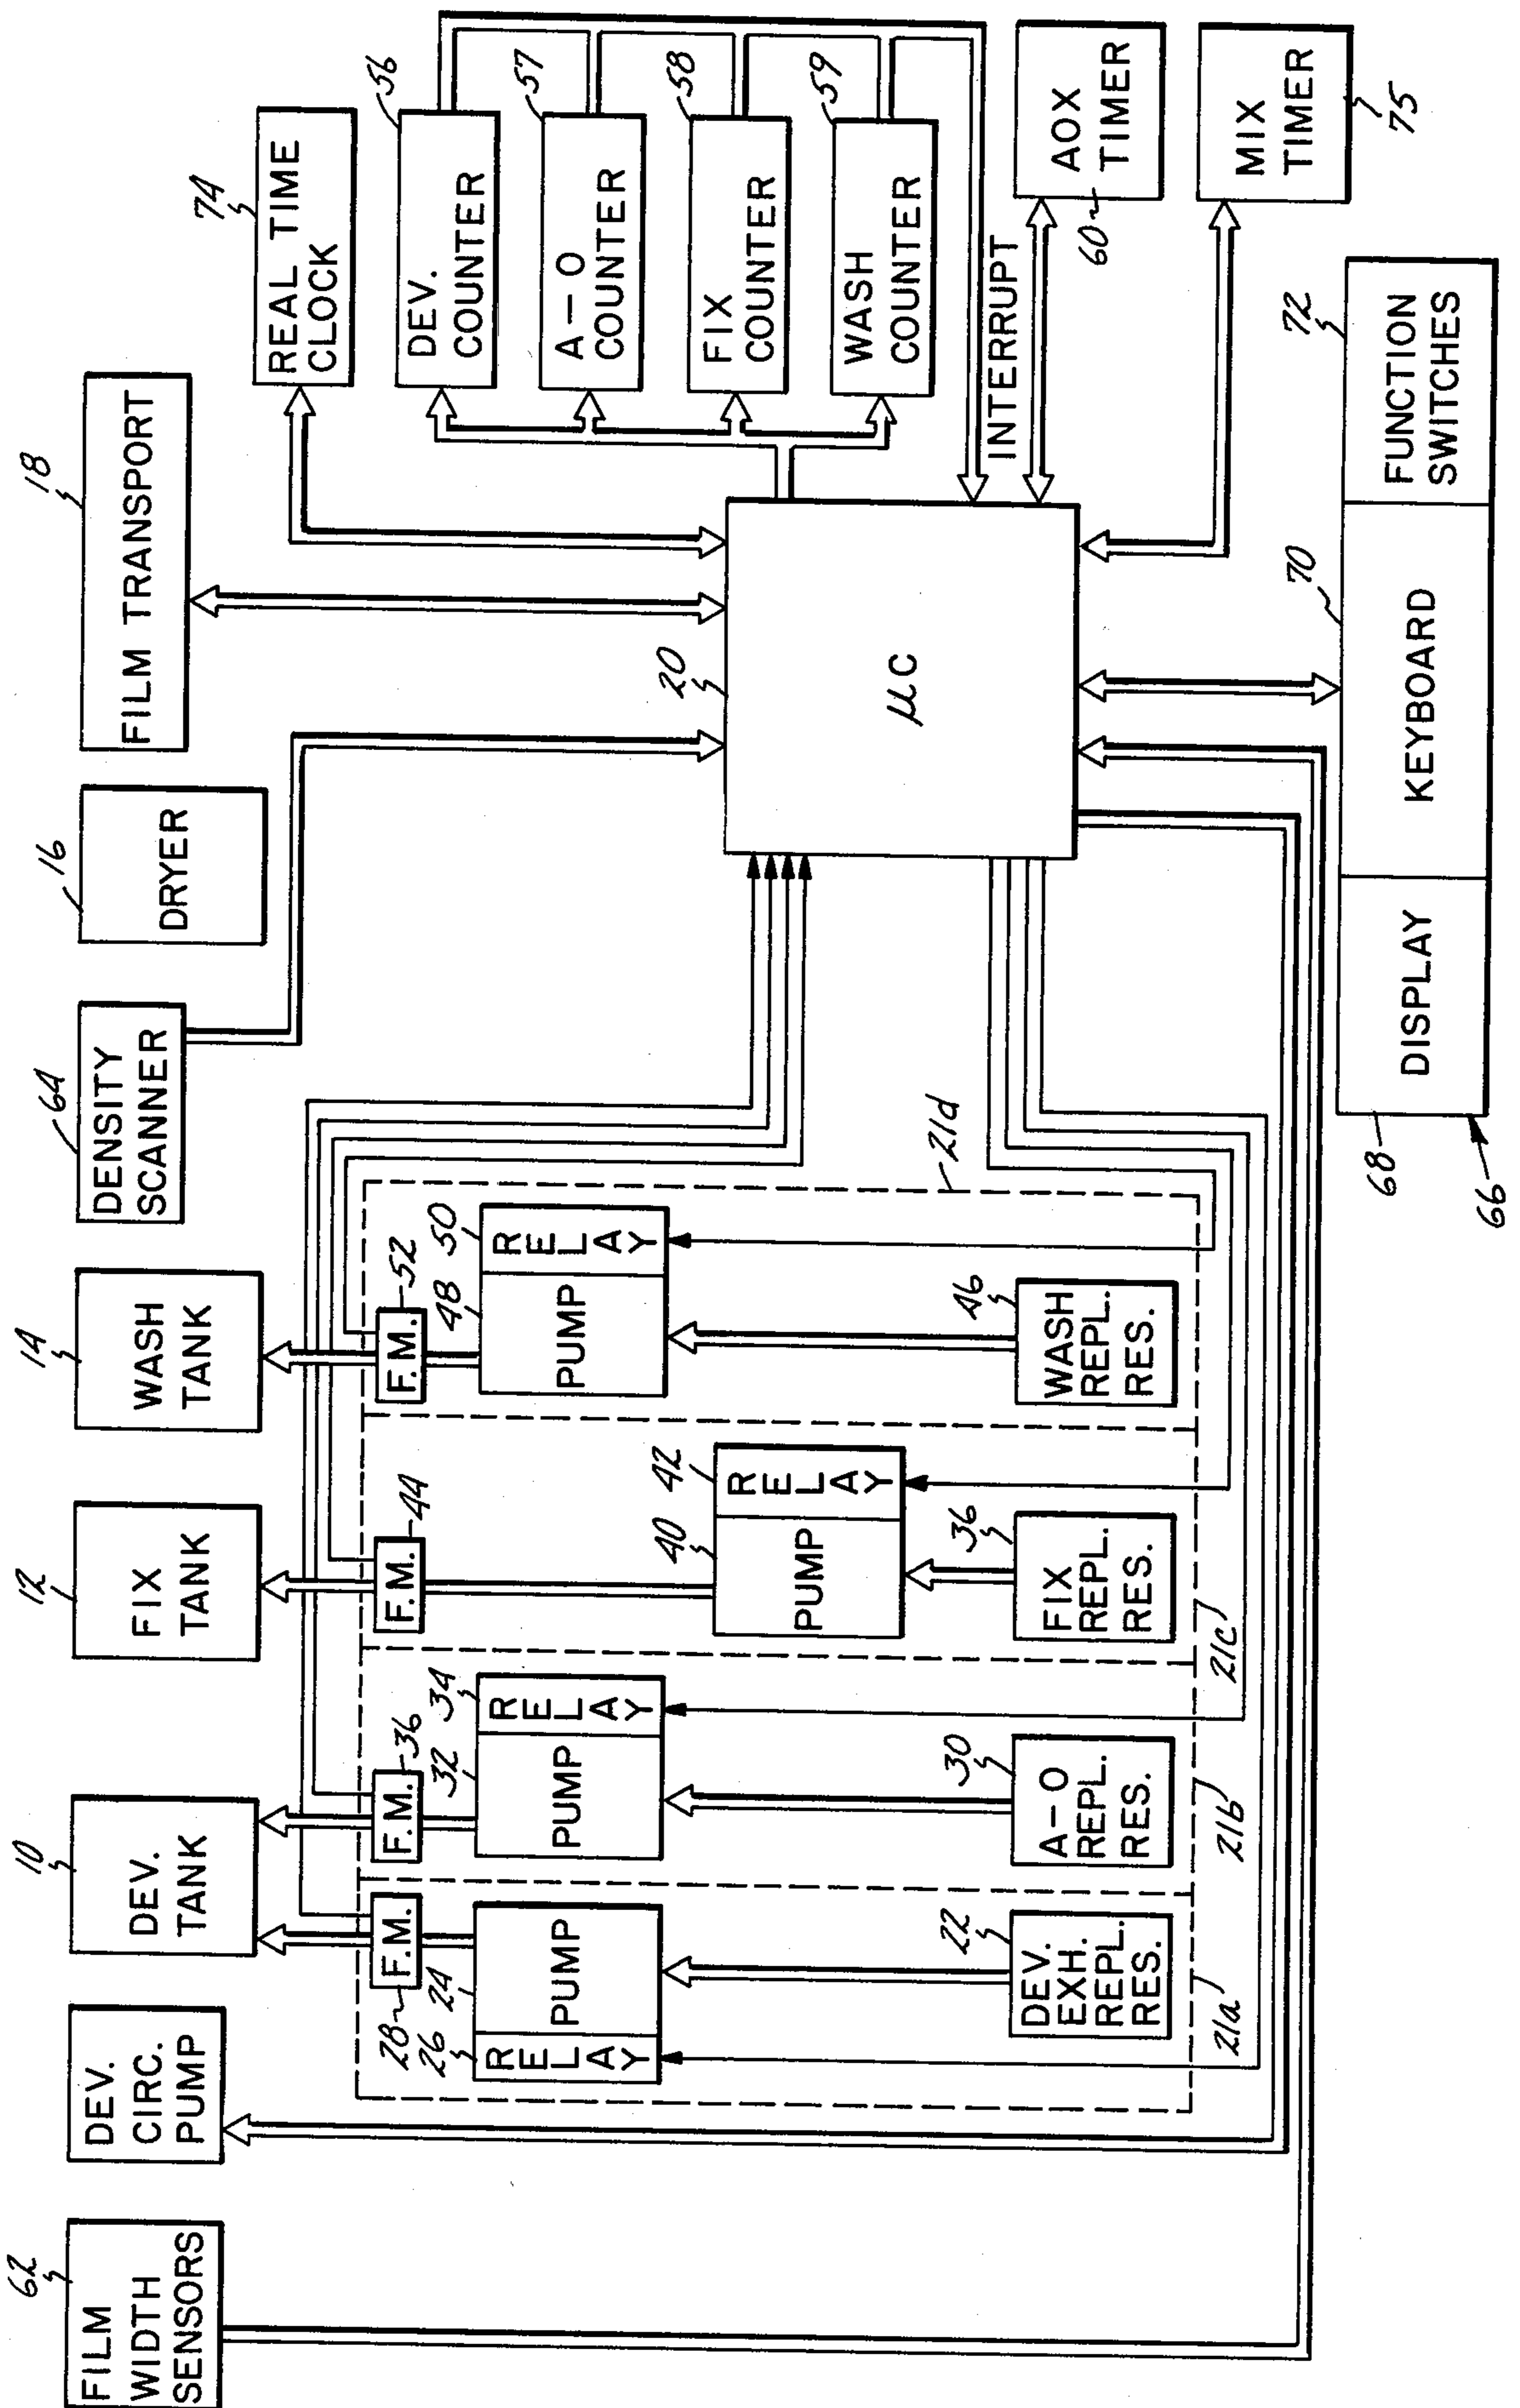 62
FILM
WIDTH
SENSORS
DEV.
CIRC.
PUMP
10
DEV.
TANK
12
FIX
TANK
14
WASH
TANK
64
DENSITY
SCANNER
16
DRYER
18
FILM TRANSPORT
74
REAL TIME
CLOCK
56
DEV.
COUNTER
57
A-O
COUNTER
58
FIX
COUNTER
59
WASH
COUNTER
INTERRUPT
60
AOX
TIMER
MIX
TIMER
75
20
μC
28
F.M.
26
24
RELAY
PUMP
22
DEV.
EXH.
REPL.
RES.
21a
F.M.
36
32
34
PUMP
RELAY
30
A-O
REPL.
RES.
21b
F.M.
44
40
42
PUMP
RELAY
36
FIX
REPL.
RES.
21c
F.M.
52
48
50
PUMP
RELAY
46
WASH
REPL.
RES.
21d
68
DISPLAY
70
KEYBOARD
72
FUNCTION
SWITCHES
66